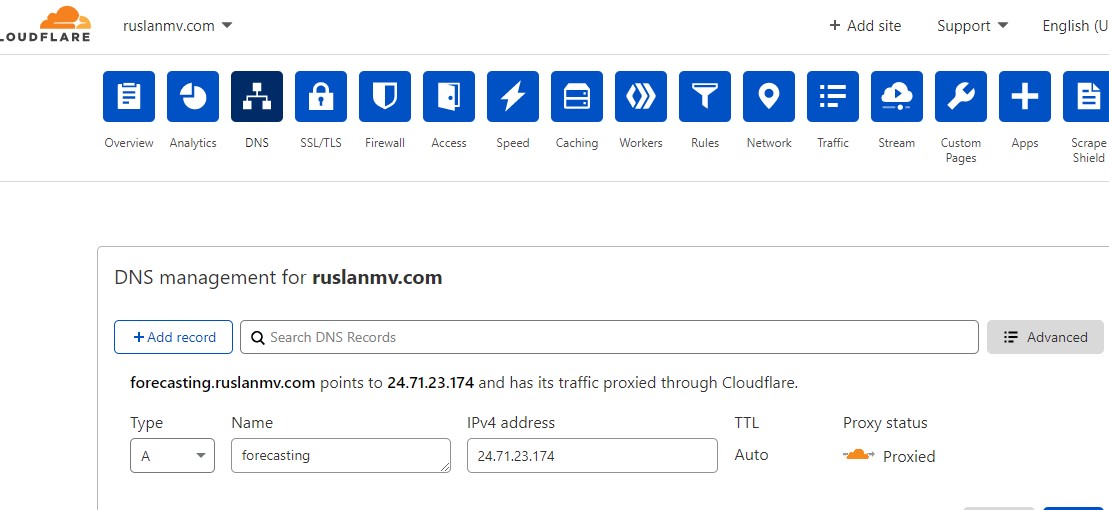 LOUDFLARE
ruslanmv.com
+ Add site
Support
English (U
Overview
Analytics
DNS
SSL/TLS
Firewall
Access
Speed
Caching
Workers
Rules
Network
Traffic
Stream
Custom
Pages
Apps
Scrape
Shield
DNS management for ruslanmv.com
+ Add record
Search DNS Records
Advanced
forecasting.ruslanmv.com points to 24.71.23.174 and has its traffic proxied through Cloudflare.
Type
Name
IPv4 address
TTL
Proxy status
A
forecasting
24.71.23.174
Auto
Proxied